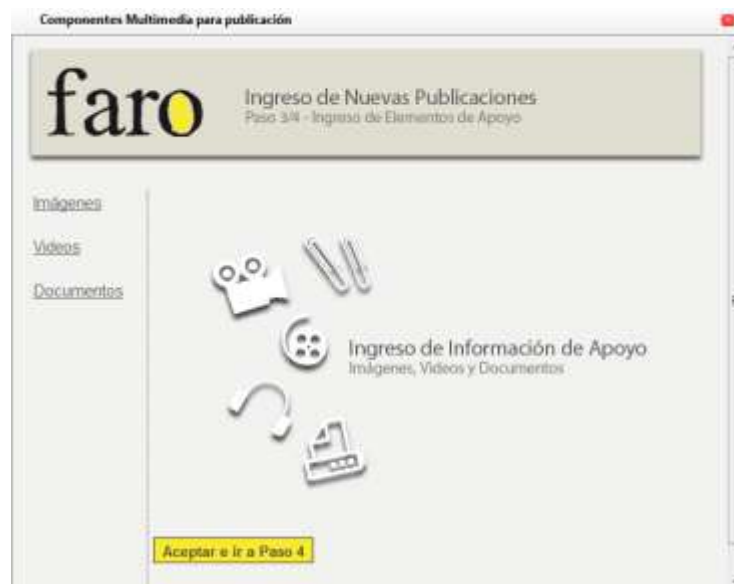 Componentes Multimedia para publicación
faro
Ingreso de Nuevas Publicaciones
Paso 3/4 - Ingreso de Elementos de Apoyo
Imágenes
Videos
Documentos
Ingreso de Información de Apoyo
Imágenes, Videos y Documentos
Aceptar e ir a Paso 4